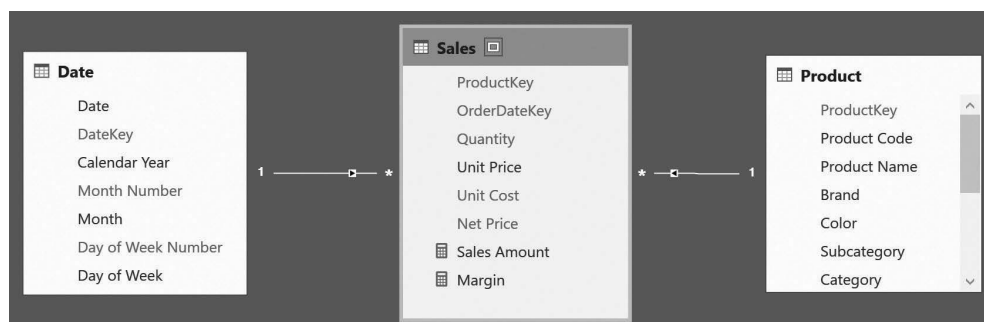 Date
Date
DateKey
Calendar Year
Month Number
Month
Day of Week Number
Day of Week
1
*
Sales
ProductKey
OrderDateKey
Quantity
Unit Price
Unit Cost
Net Price
Sales Amount
Margin
*
1
Product
ProductKey
Product Code
Product Name
Brand
Color
Subcategory
Category